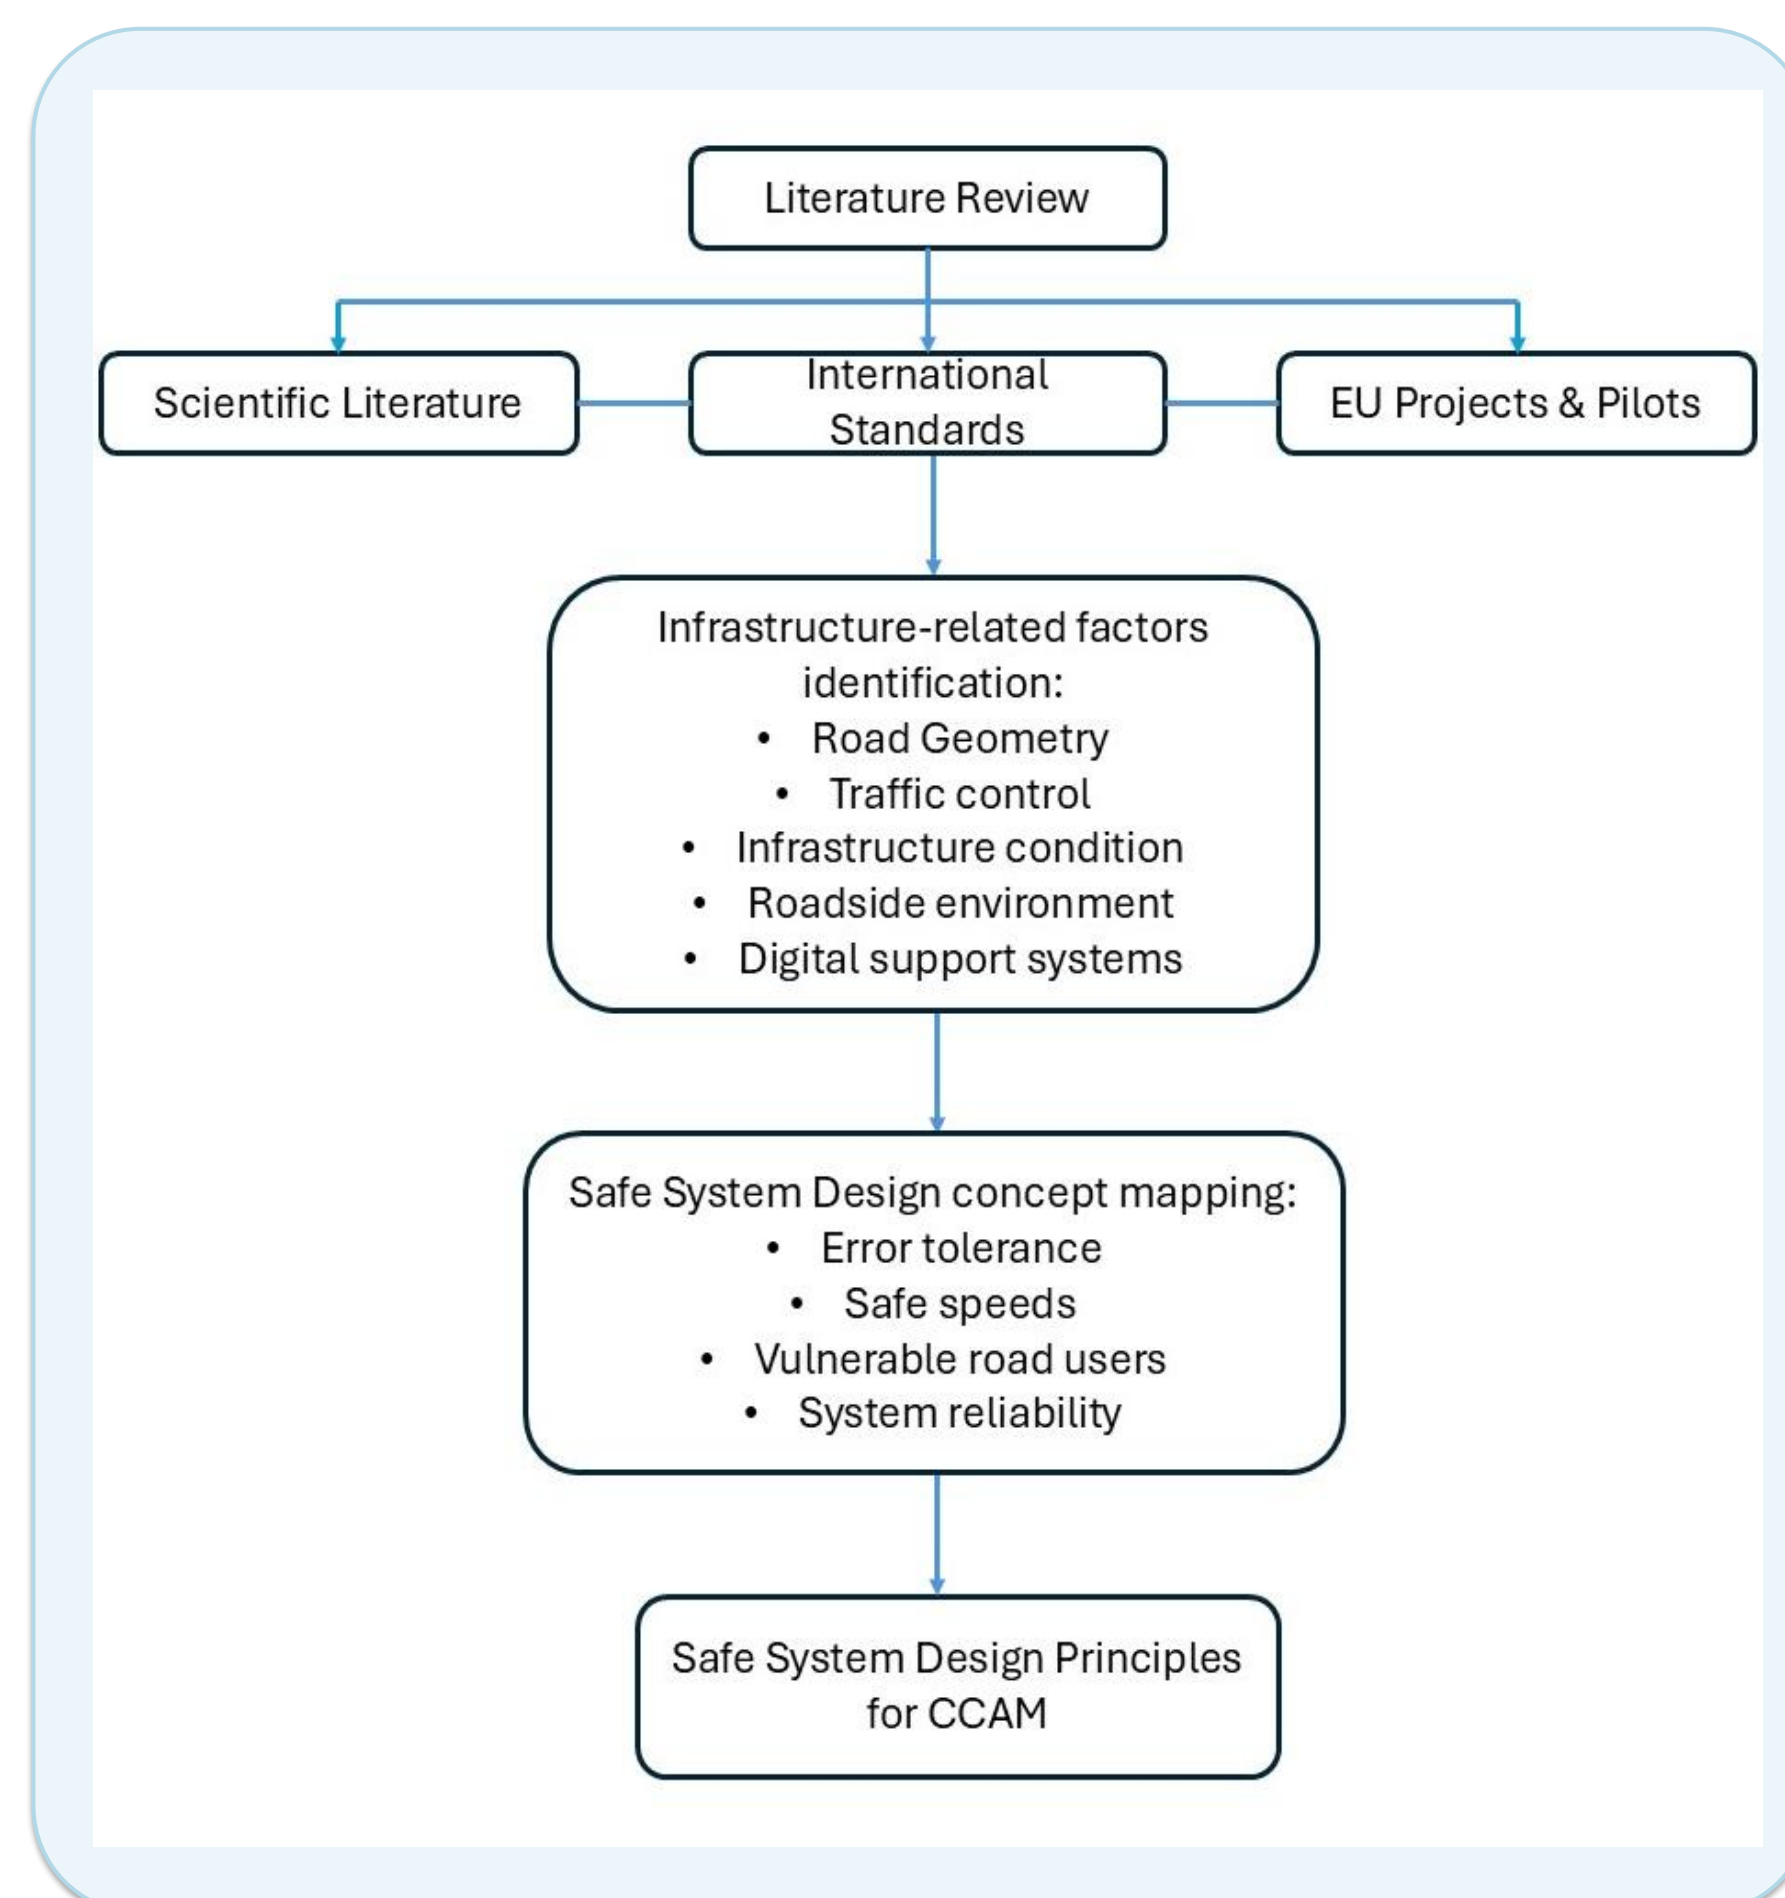 Literature Review
Scientific Literature
International
Standards
EU Projects & Pilots
Infrastructure-related factors
identification:
• Road Geometry
• Traffic control
• Infrastructure condition
• Roadside environment
• Digital support systems
Safe System Design concept mapping:
• Error tolerance
• Safe speeds
• Vulnerable road users
• System reliability
Safe System Design Principles
for CCAM